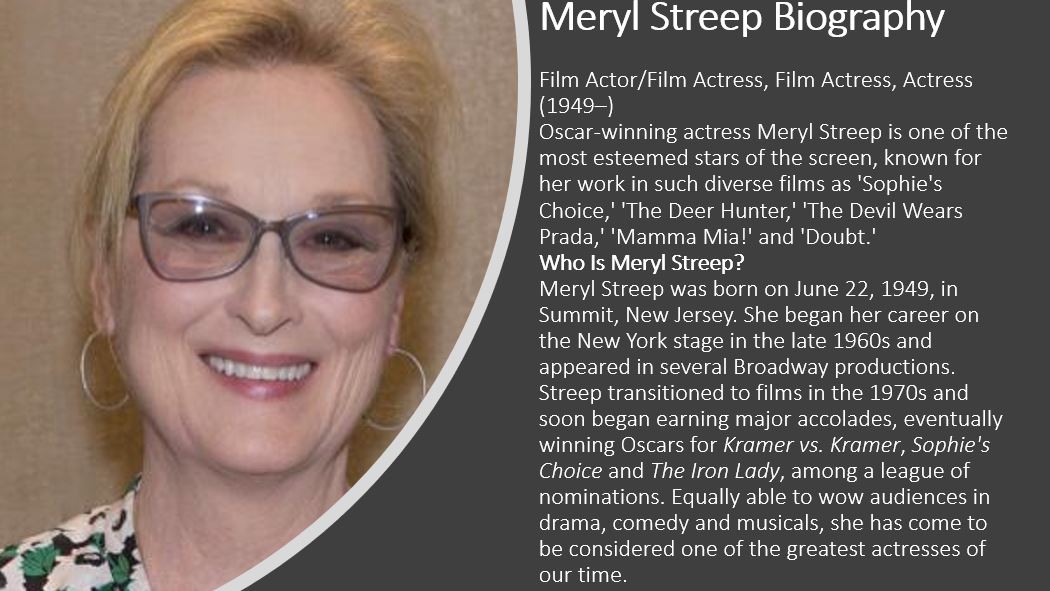 Meryl Streep Biography
Film Actor/Film Actress, Film Actress, Actress
(1949–)
Oscar-winning actress Meryl Streep is one of the
most esteemed stars of the screen, known for
her work in such diverse films as 'Sophie's
Choice,' 'The Deer Hunter,' 'The Devil Wears
Prada,' 'Mamma Mia!' and 'Doubt.'
Who Is Meryl Streep?
Meryl Streep was born on June 22, 1949, in
Summit, New Jersey. She began her career on
the New York stage in the late 1960s and
appeared in several Broadway productions.
Streep transitioned to films in the 1970s and
soon began earning major accolades, eventually
winning Oscars for Kramer vs. Kramer, Sophie's
Choice and The Iron Lady, among a league of
nominations. Equally able to wow audiences in
drama, comedy and musicals, she has come to
be considered one of the greatest actresses of
our time.